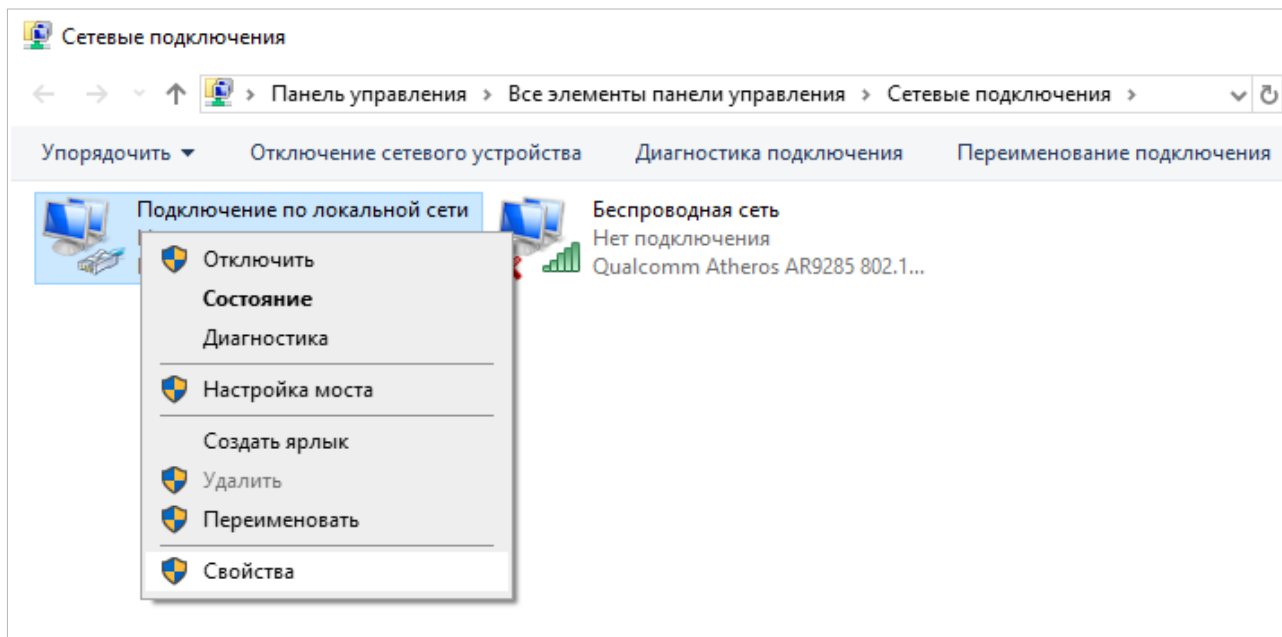 Сетевые подключения
Панель управления › Все элементы панели управления › Сетевые подключения ›
Упорядочить Отключение сетевого устройства Диагностика подключения Переименование подключения
Подключение по локальной сети
Беспроводная сеть
Нет подключения
Qualcomm Atheros AR9285 802.1...
Отключить
Состояние
Диагностика
Настройка моста
Создать ярлык
Удалить
Переименовать
Свойства